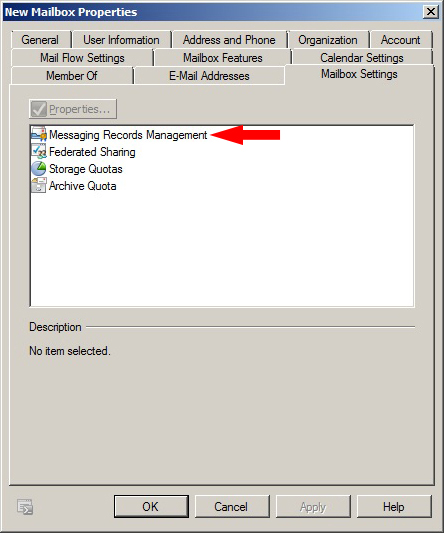 New Mailbox Properties
General User Information Address and Phone Organization Account
Mail Flow Settings Mailbox Features Calendar Settings
Member Of E-Mail Addresses Mailbox Settings
Properties...
Messaging Records Management
Federated Sharing
Storage Quotas
Archive Quota
Description
No item selected.
OK Cancel Apply Help